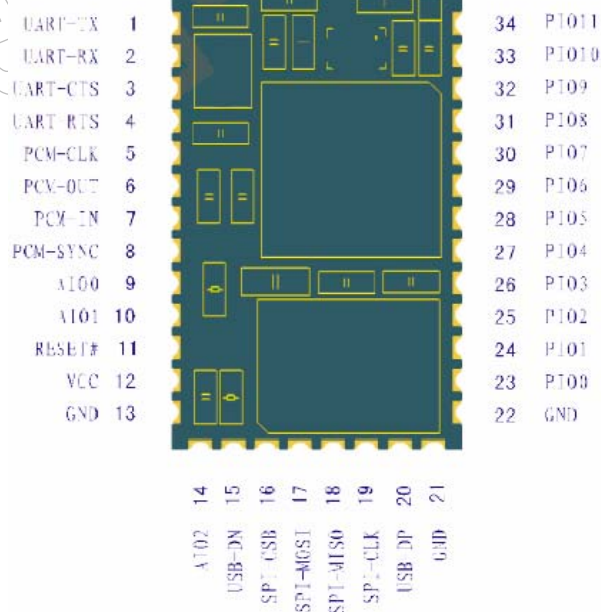 UART-TX 1
UART-RX 2
UART-CTS 3
UART-RTS 4
PCM-CLK 5
PCM-OUT 6
PCM-IN 7
PCM-SYNC 8
AIO0 9
AIO1 10
RESET# 11
VCC 12
GND 13
14 AIO2
15 USB-DN
16 SPI-CSB
17 SPI-MOSI
18 SPI-MISO
19 SPI-CLK
20 USB-DP
21 GND
34 PIO11
33 PIO10
32 PIO9
31 PIO8
30 PIO7
29 PIO6
28 PIO5
27 PIO4
26 PIO3
25 PIO2
24 PIO1
23 PIO0
22 GND